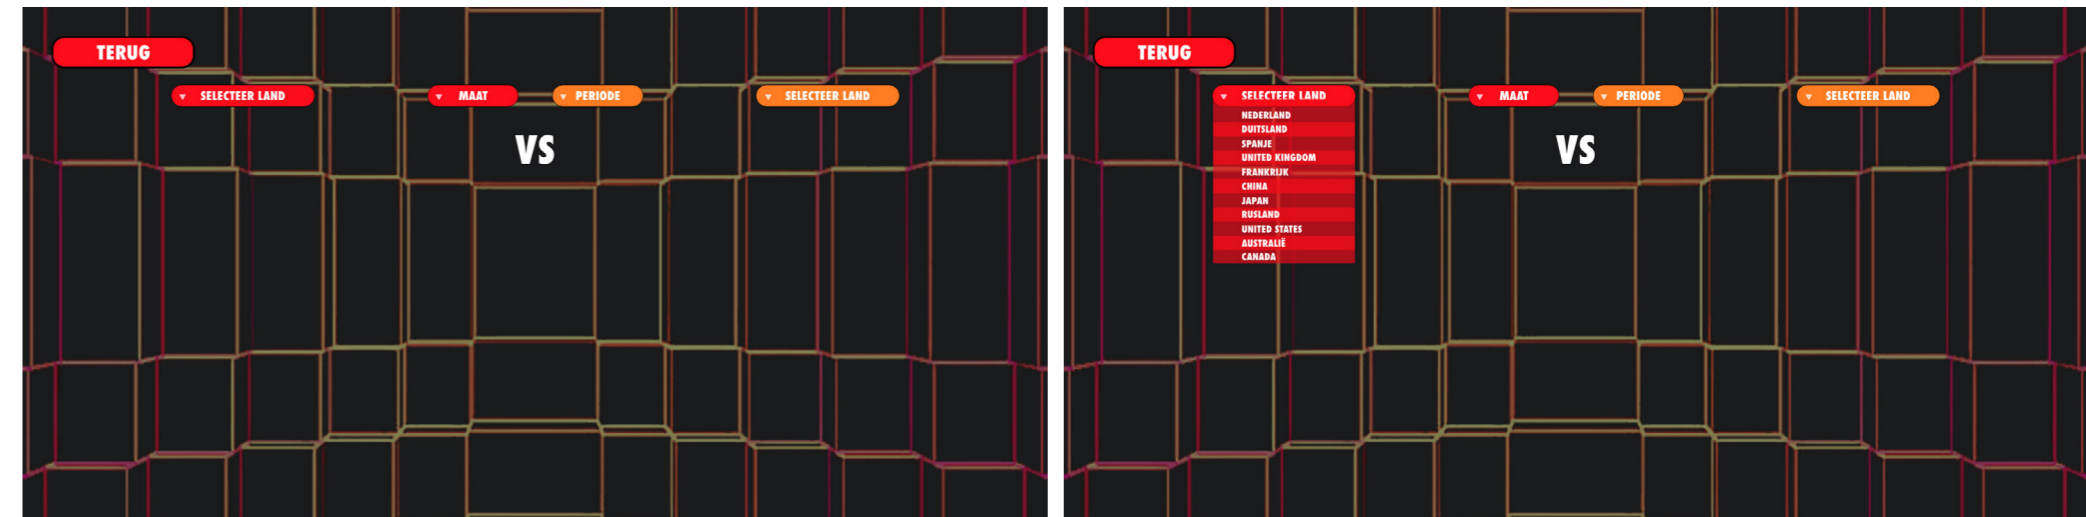 TERUG
SELECTEER LAND
MAAT
PERIODE
SELECTEER LAND
VS
TERUG
SELECTEER LAND
MAAT
PERIODE
SELECTEER LAND
NEDERLAND
DUITSLAND
SPANJE
UNITED KINGDOM
FRANKRIJK
CHINA
JAPAN
RUSLAND
UNITED STATES
AUSTRALIË
CANADA
VS